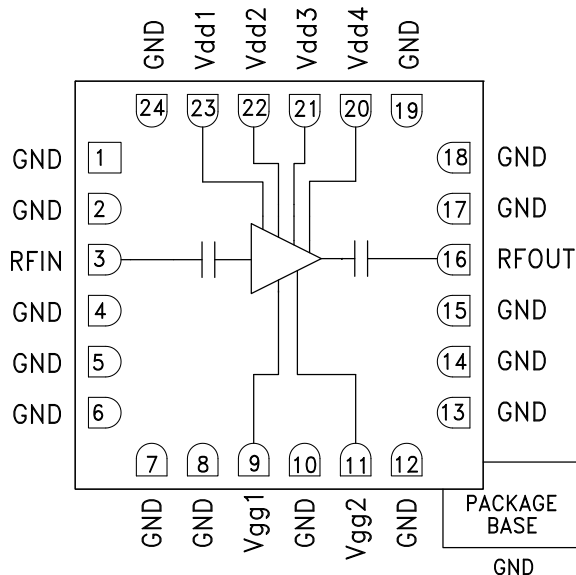 GND Vdd1 Vdd2 Vdd3 Vdd4 GND
24 23 22 21 20 19
GND 1 18 GND
GND 2 17 GND
RFIN 3 16 RFOUT
GND 4 15 GND
GND 5 14 GND
GND 6 13 GND
7 8 9 10 11 12
GND GND Vgg1 GND Vgg2 GND
PACKAGE
BASE
GND